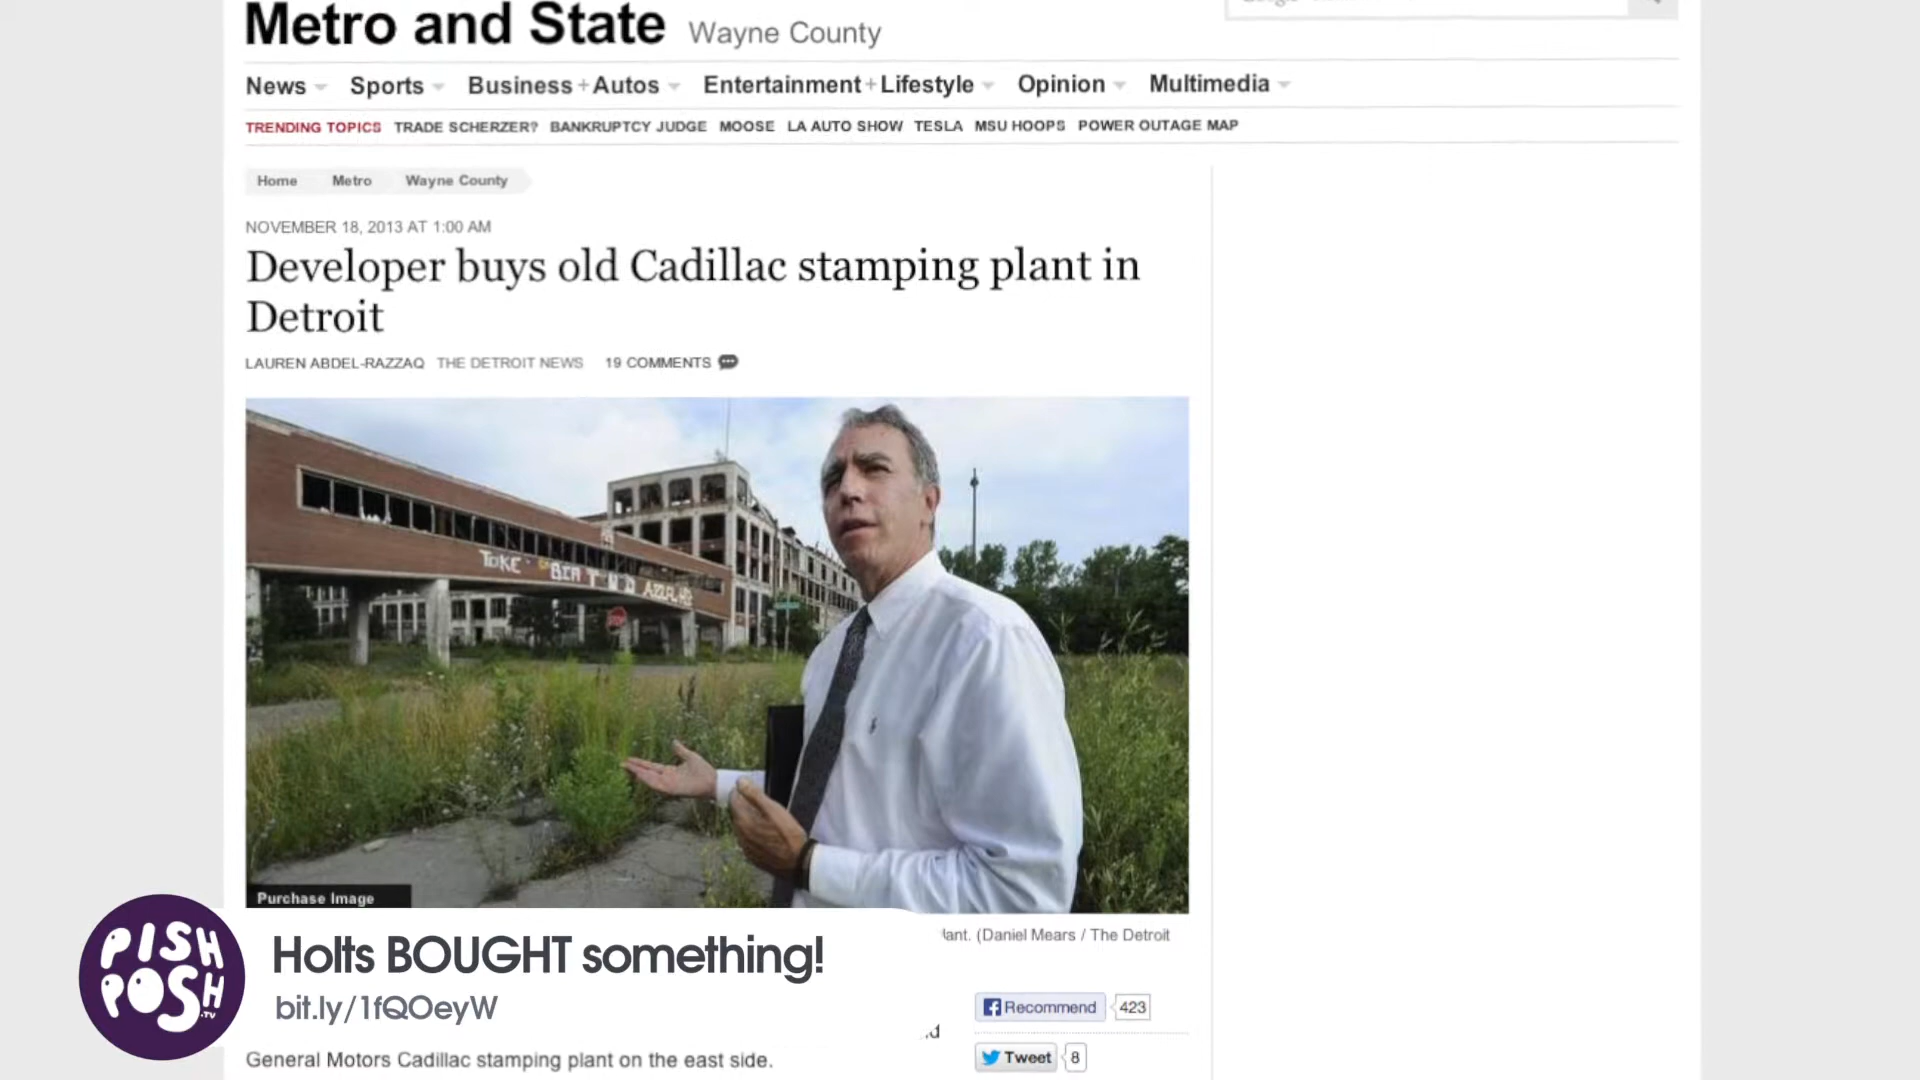 Metro and State Wayne County
News Sports Business+Autos Entertainment+Lifestyle Opinion Multimedia
TRENDING TOPICS TRADE SCHERZER? BANKRUPTCY JUDGE MOOSE LA AUTO SHOW TESLA MSU HOOPS POWER OUTAGE MAP
Home Metro Wayne County
NOVEMBER 18, 2013 AT 1:00 AM
Developer buys old Cadillac stamping plant in
Detroit
LAUREN ABDEL-RAZZAQ THE DETROIT NEWS 19 COMMENTS
TOKE
Purchase Image
(Daniel Mears / The Detroit
PISH
POSH
.TV
Holts BOUGHT something!
bit.ly/1fQOeyW
Recommend 423
General Motors Cadillac stamping plant on the east side.
Tweet 8